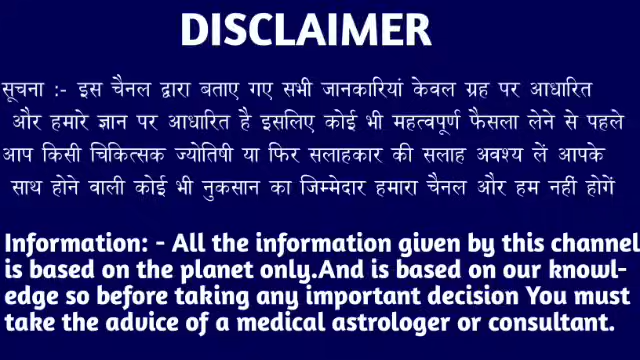 DISCLAIMER
सूचना :- इस चैनल द्वारा बताए गए सभी जानकारियां केवल ग्रह पर आधारित
और हमारे ज्ञान पर आधारित है इसलिए कोई भी महत्वपूर्ण फैसला लेने से पहले
आप किसी चिकित्सक ज्योतिषी या फिर सलाहकार की सलाह अवश्य लें आपके
साथ होने वाली कोई भी नुकसान का जिम्मेदार हमारा चैनल और हम नहीं होगें
Information: - All the information given by this channel
is based on the planet only.And is based on our knowl-
edge so before taking any important decision You must
take the advice of a medical astrologer or consultant.